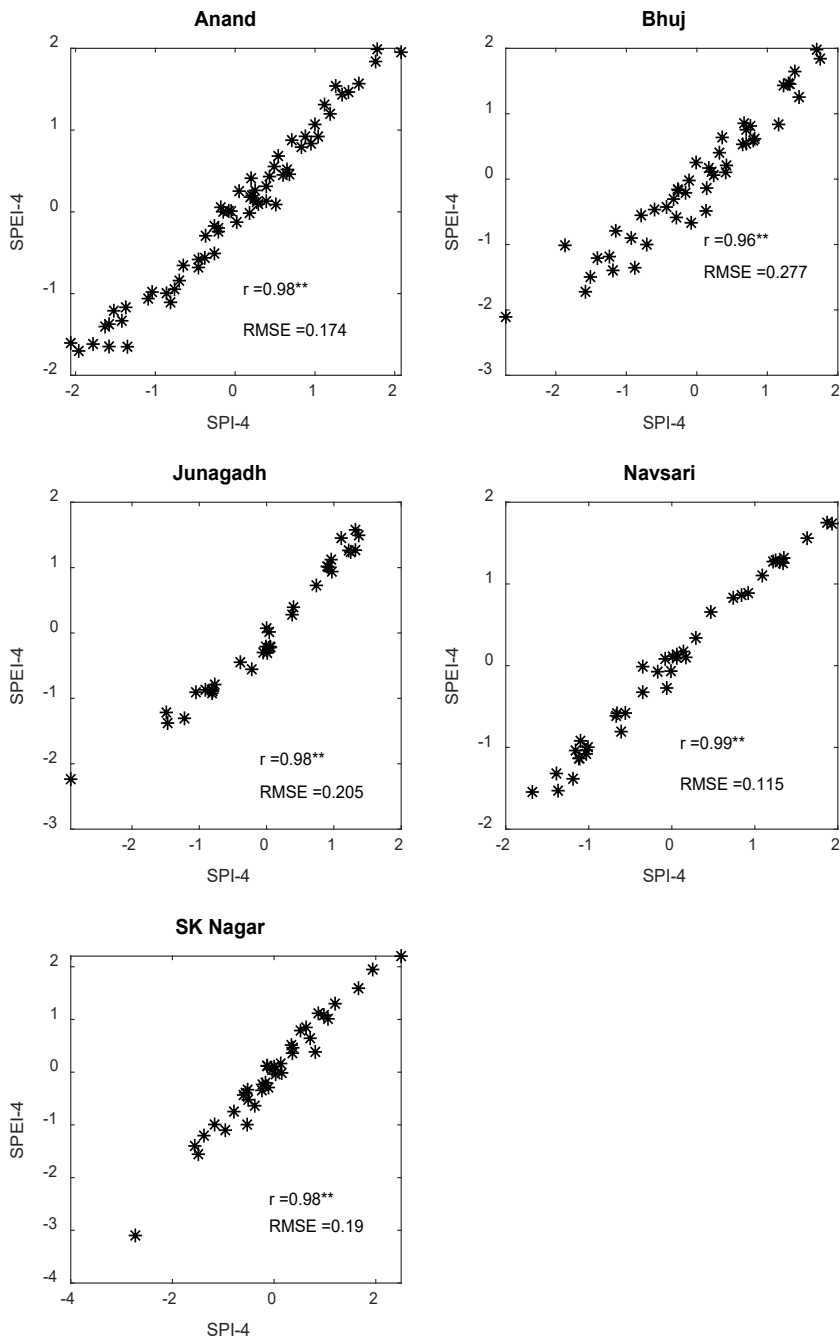 Anand
2
1
0
-1
-2
SPEI-4
-2
-1
0
1
2
SPI-4
r =0.98**
RMSE =0.174
Bhuj
2
1
0
-1
-2
-3
SPEI-4
-2
-1
0
1
2
SPI-4
r =0.96**
RMSE =0.277
Junagadh
2
1
0
-1
-2
-3
SPEI-4
-2
-1
0
1
2
SPI-4
r =0.98**
RMSE =0.205
Navsari
2
1
0
-1
-2
SPEI-4
-2
-1
0
1
2
SPI-4
r =0.99**
RMSE =0.115
SK Nagar
2
1
0
-1
-2
-3
-4
SPEI-4
-4
-2
0
2
SPI-4
r =0.98**
RMSE =0.19